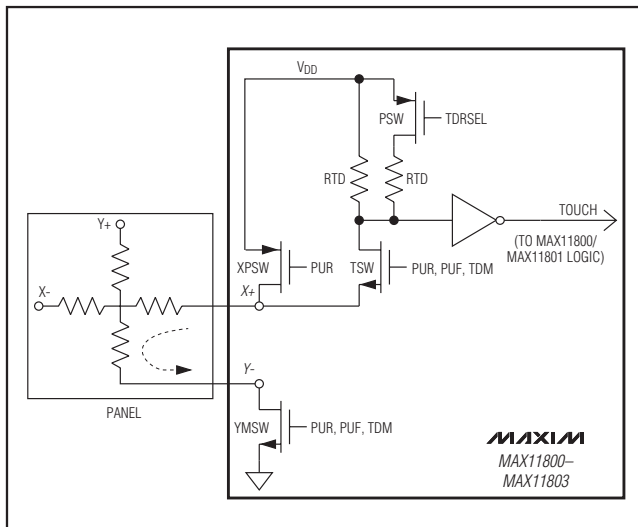 VDD
PSW
TDRSEL
RTD
RTD
TOUCH
(TO MAX11800/
MAX11801 LOGIC)
Y+
XPSW
PUR
TSW
PUR, PUF, TDM
X-
X+
Y-
PANEL
YMSW
PUR, PUF, TDM
MAXIM
MAX11800–
MAX11803